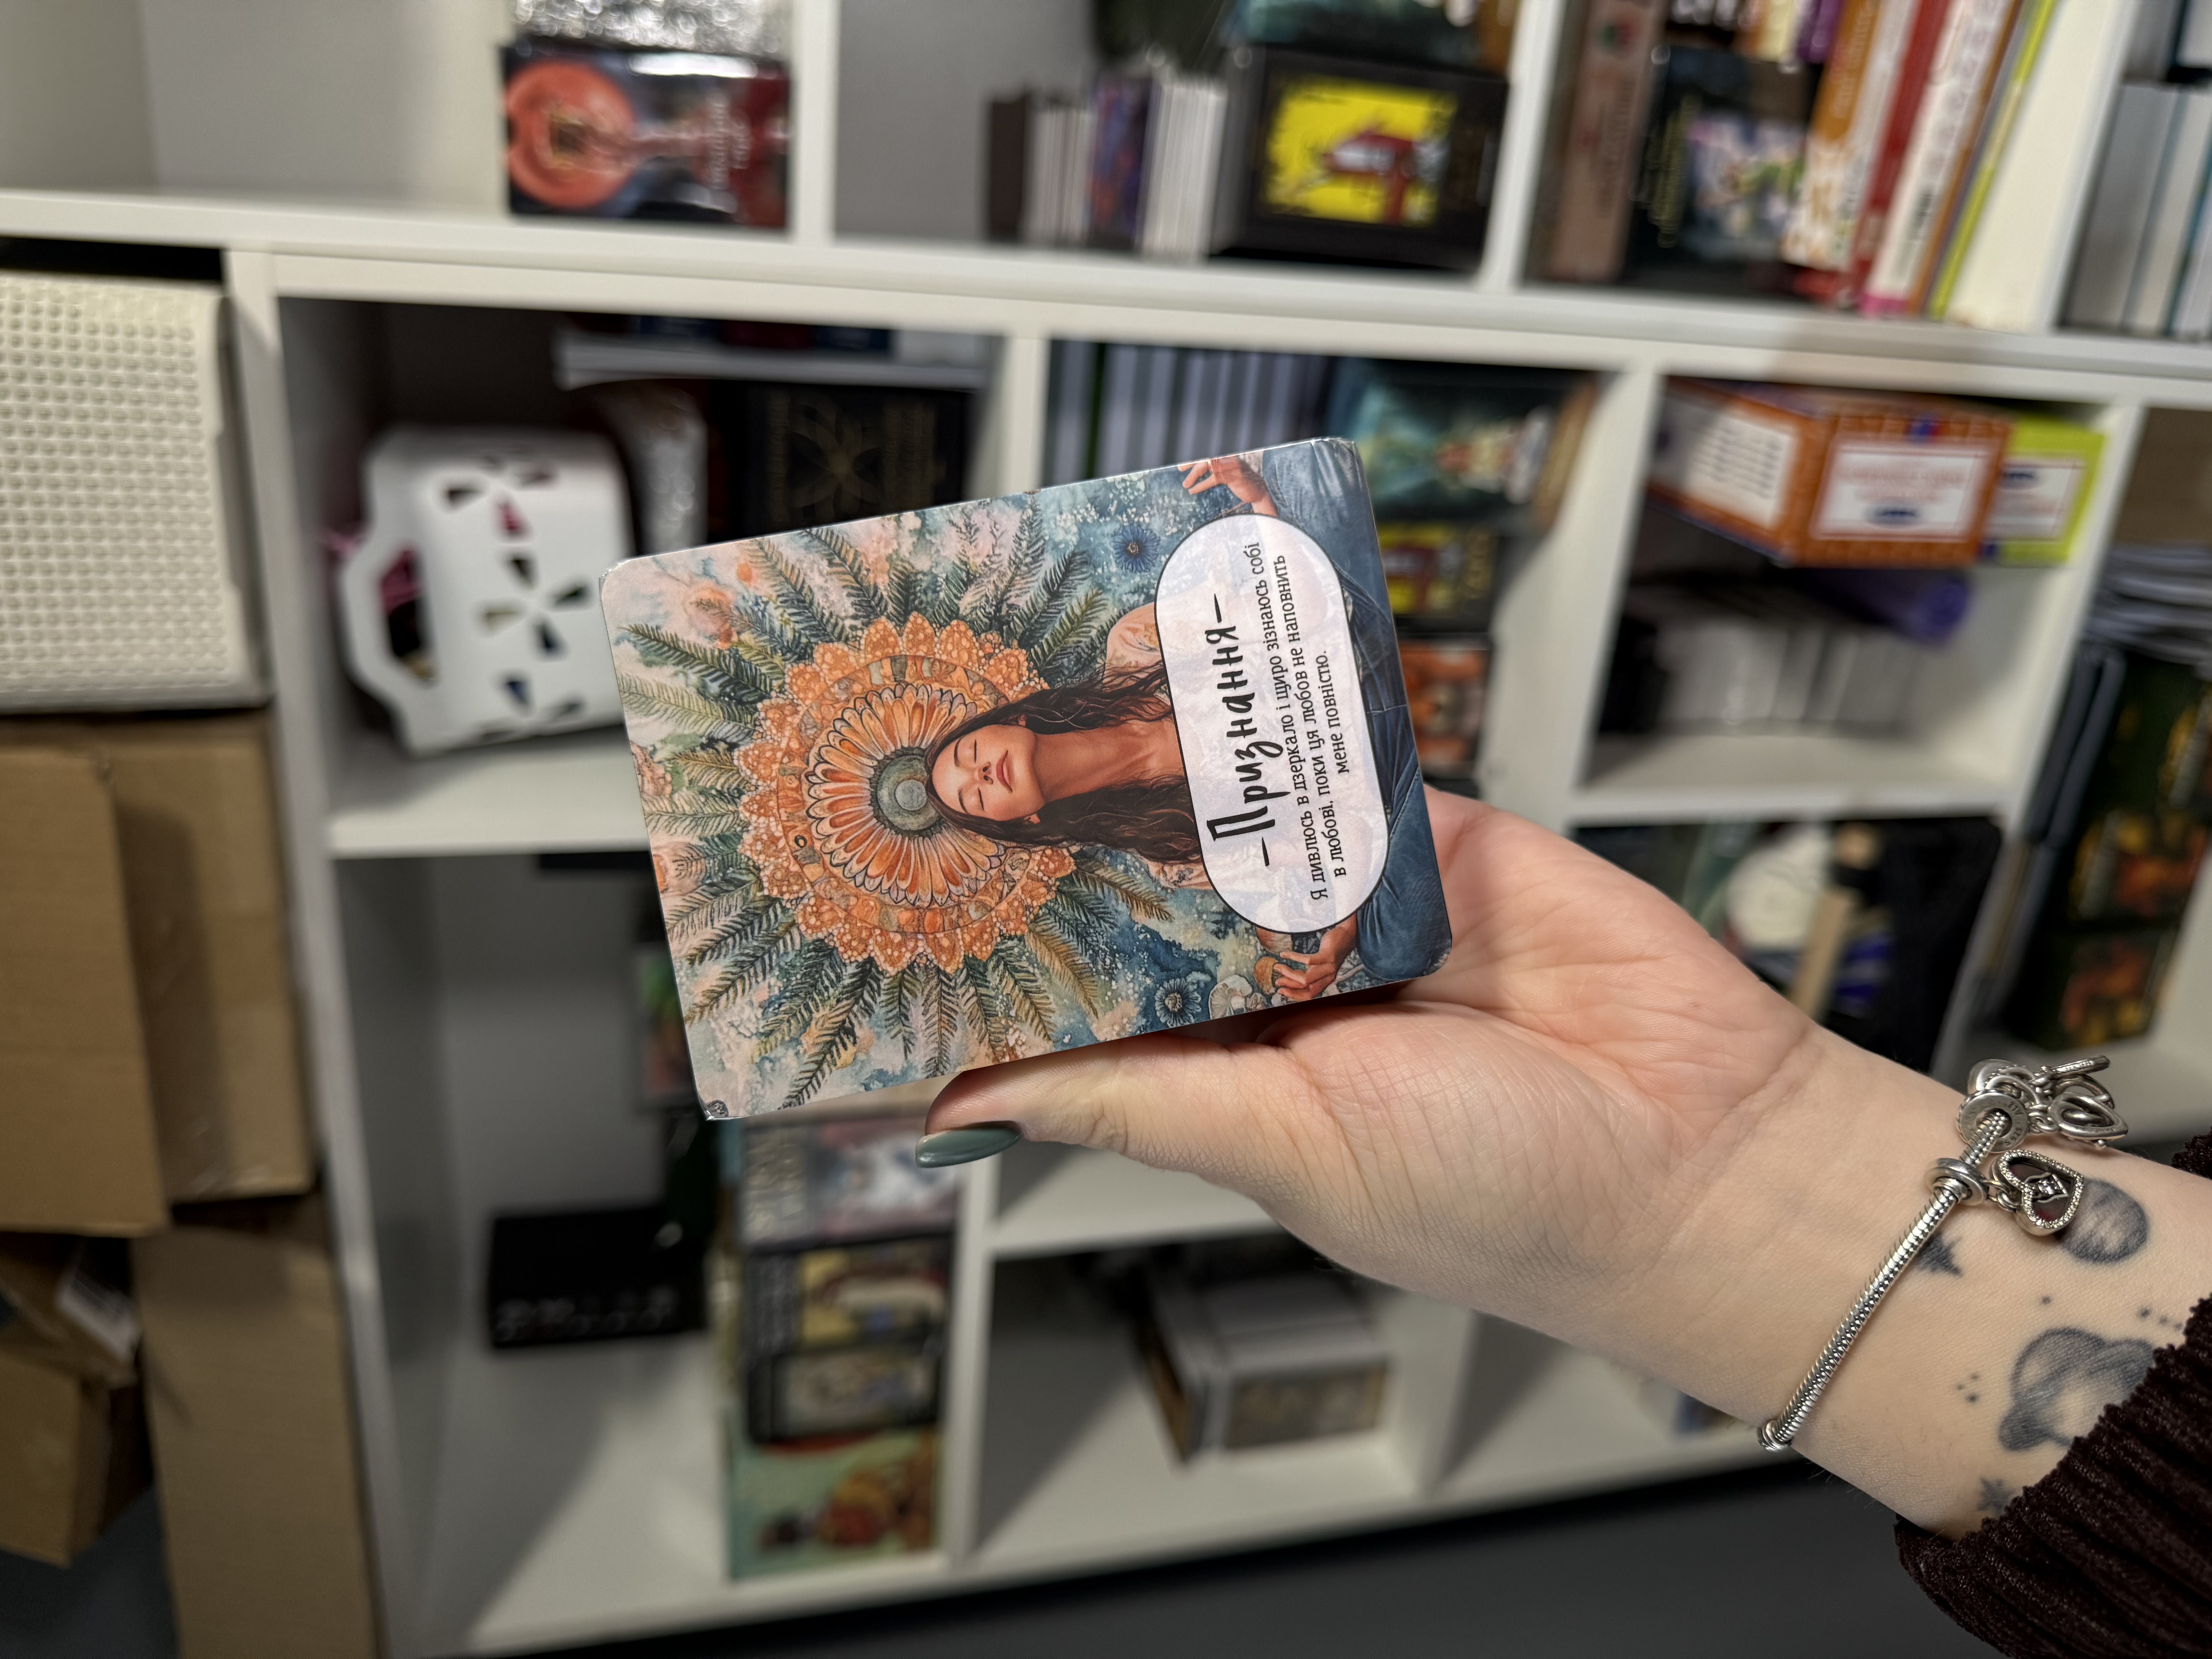 —Признання—
Я дивлюсь в дзеркало і щиро зізнаюсь собі
в любові, поки ця любов не наповнить
мене повністю.